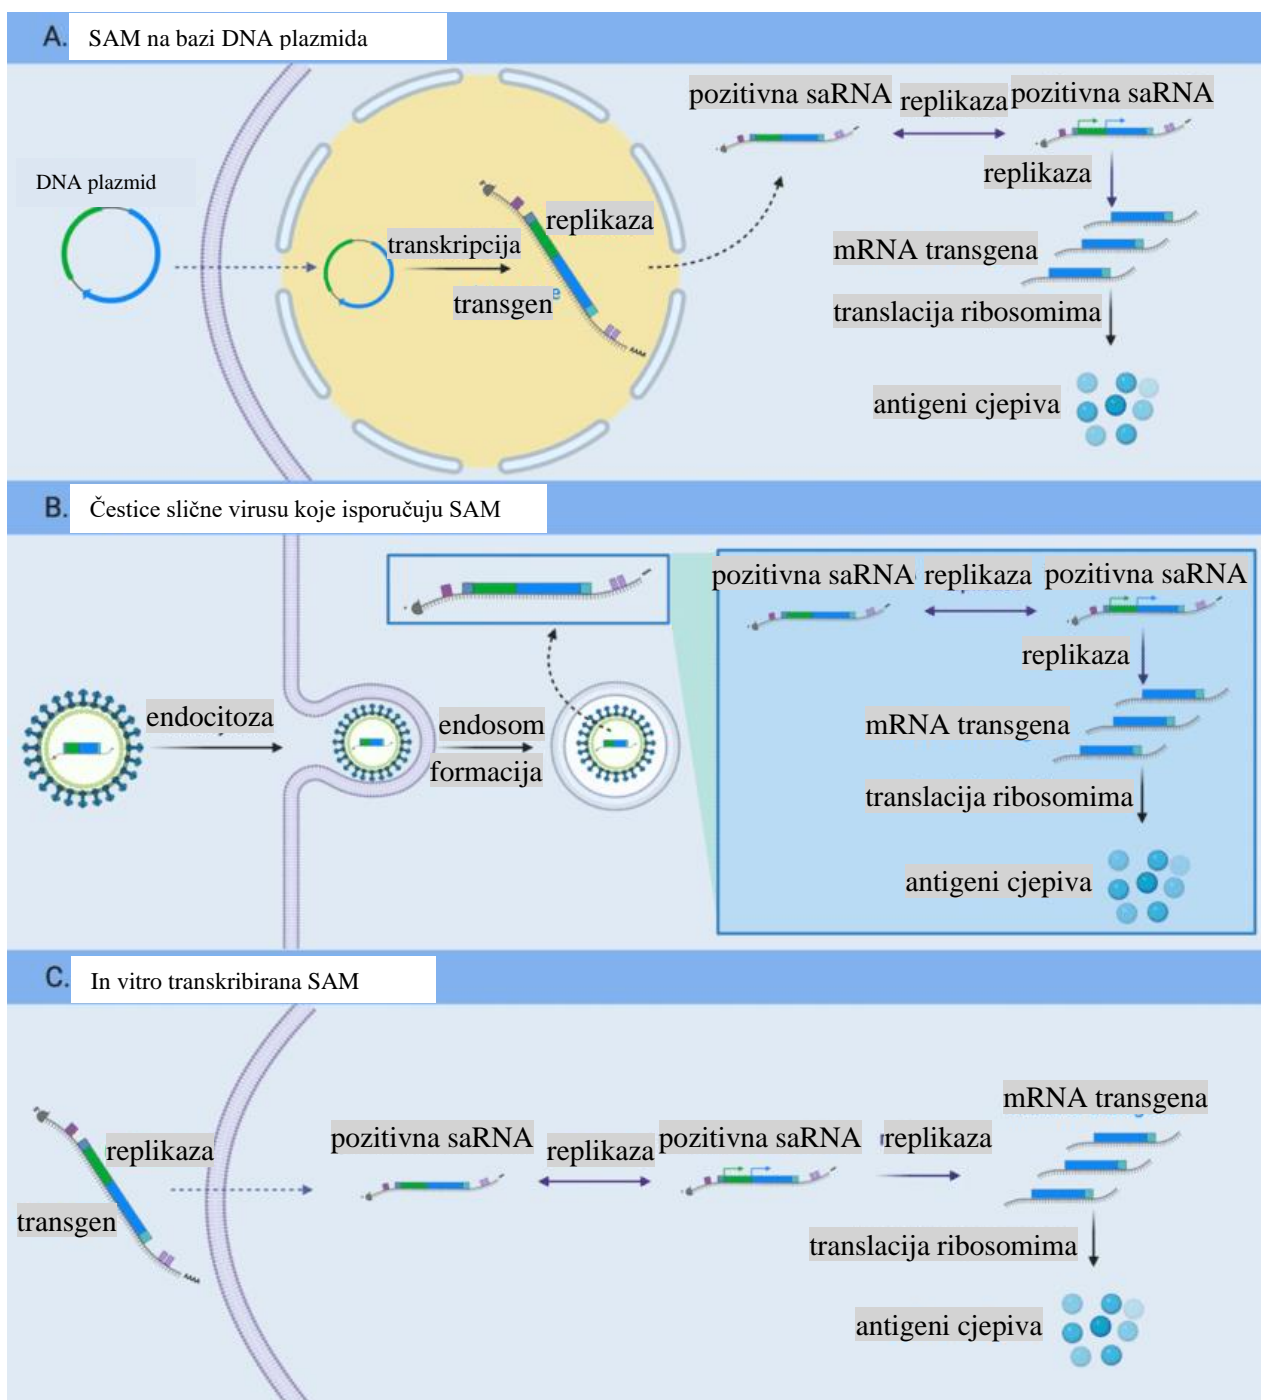 A. SAM na bazi DNA plazmida
pozitivna saRNA
replikaza
pozitivna saRNA
replikaza
DNA plazmid
transkripcija
replikaza
transgen
AAAA
mRNA transgena
translacija ribosomima
antigeni cjepiva
B. Čestice slične virusu koje isporučuju SAM
pozitivna saRNA
replikaza
pozitivna saRNA
replikaza
endocitoza
endosom
formacija
mRNA transgena
translacija ribosomima
antigeni cjepiva
C. In vitro transkribirana SAM
mRNA transgena
replikaza
transgen
AAAA
pozitivna saRNA
replikaza
pozitivna saRNA
replikaza
translacija ribosomima
antigeni cjepiva